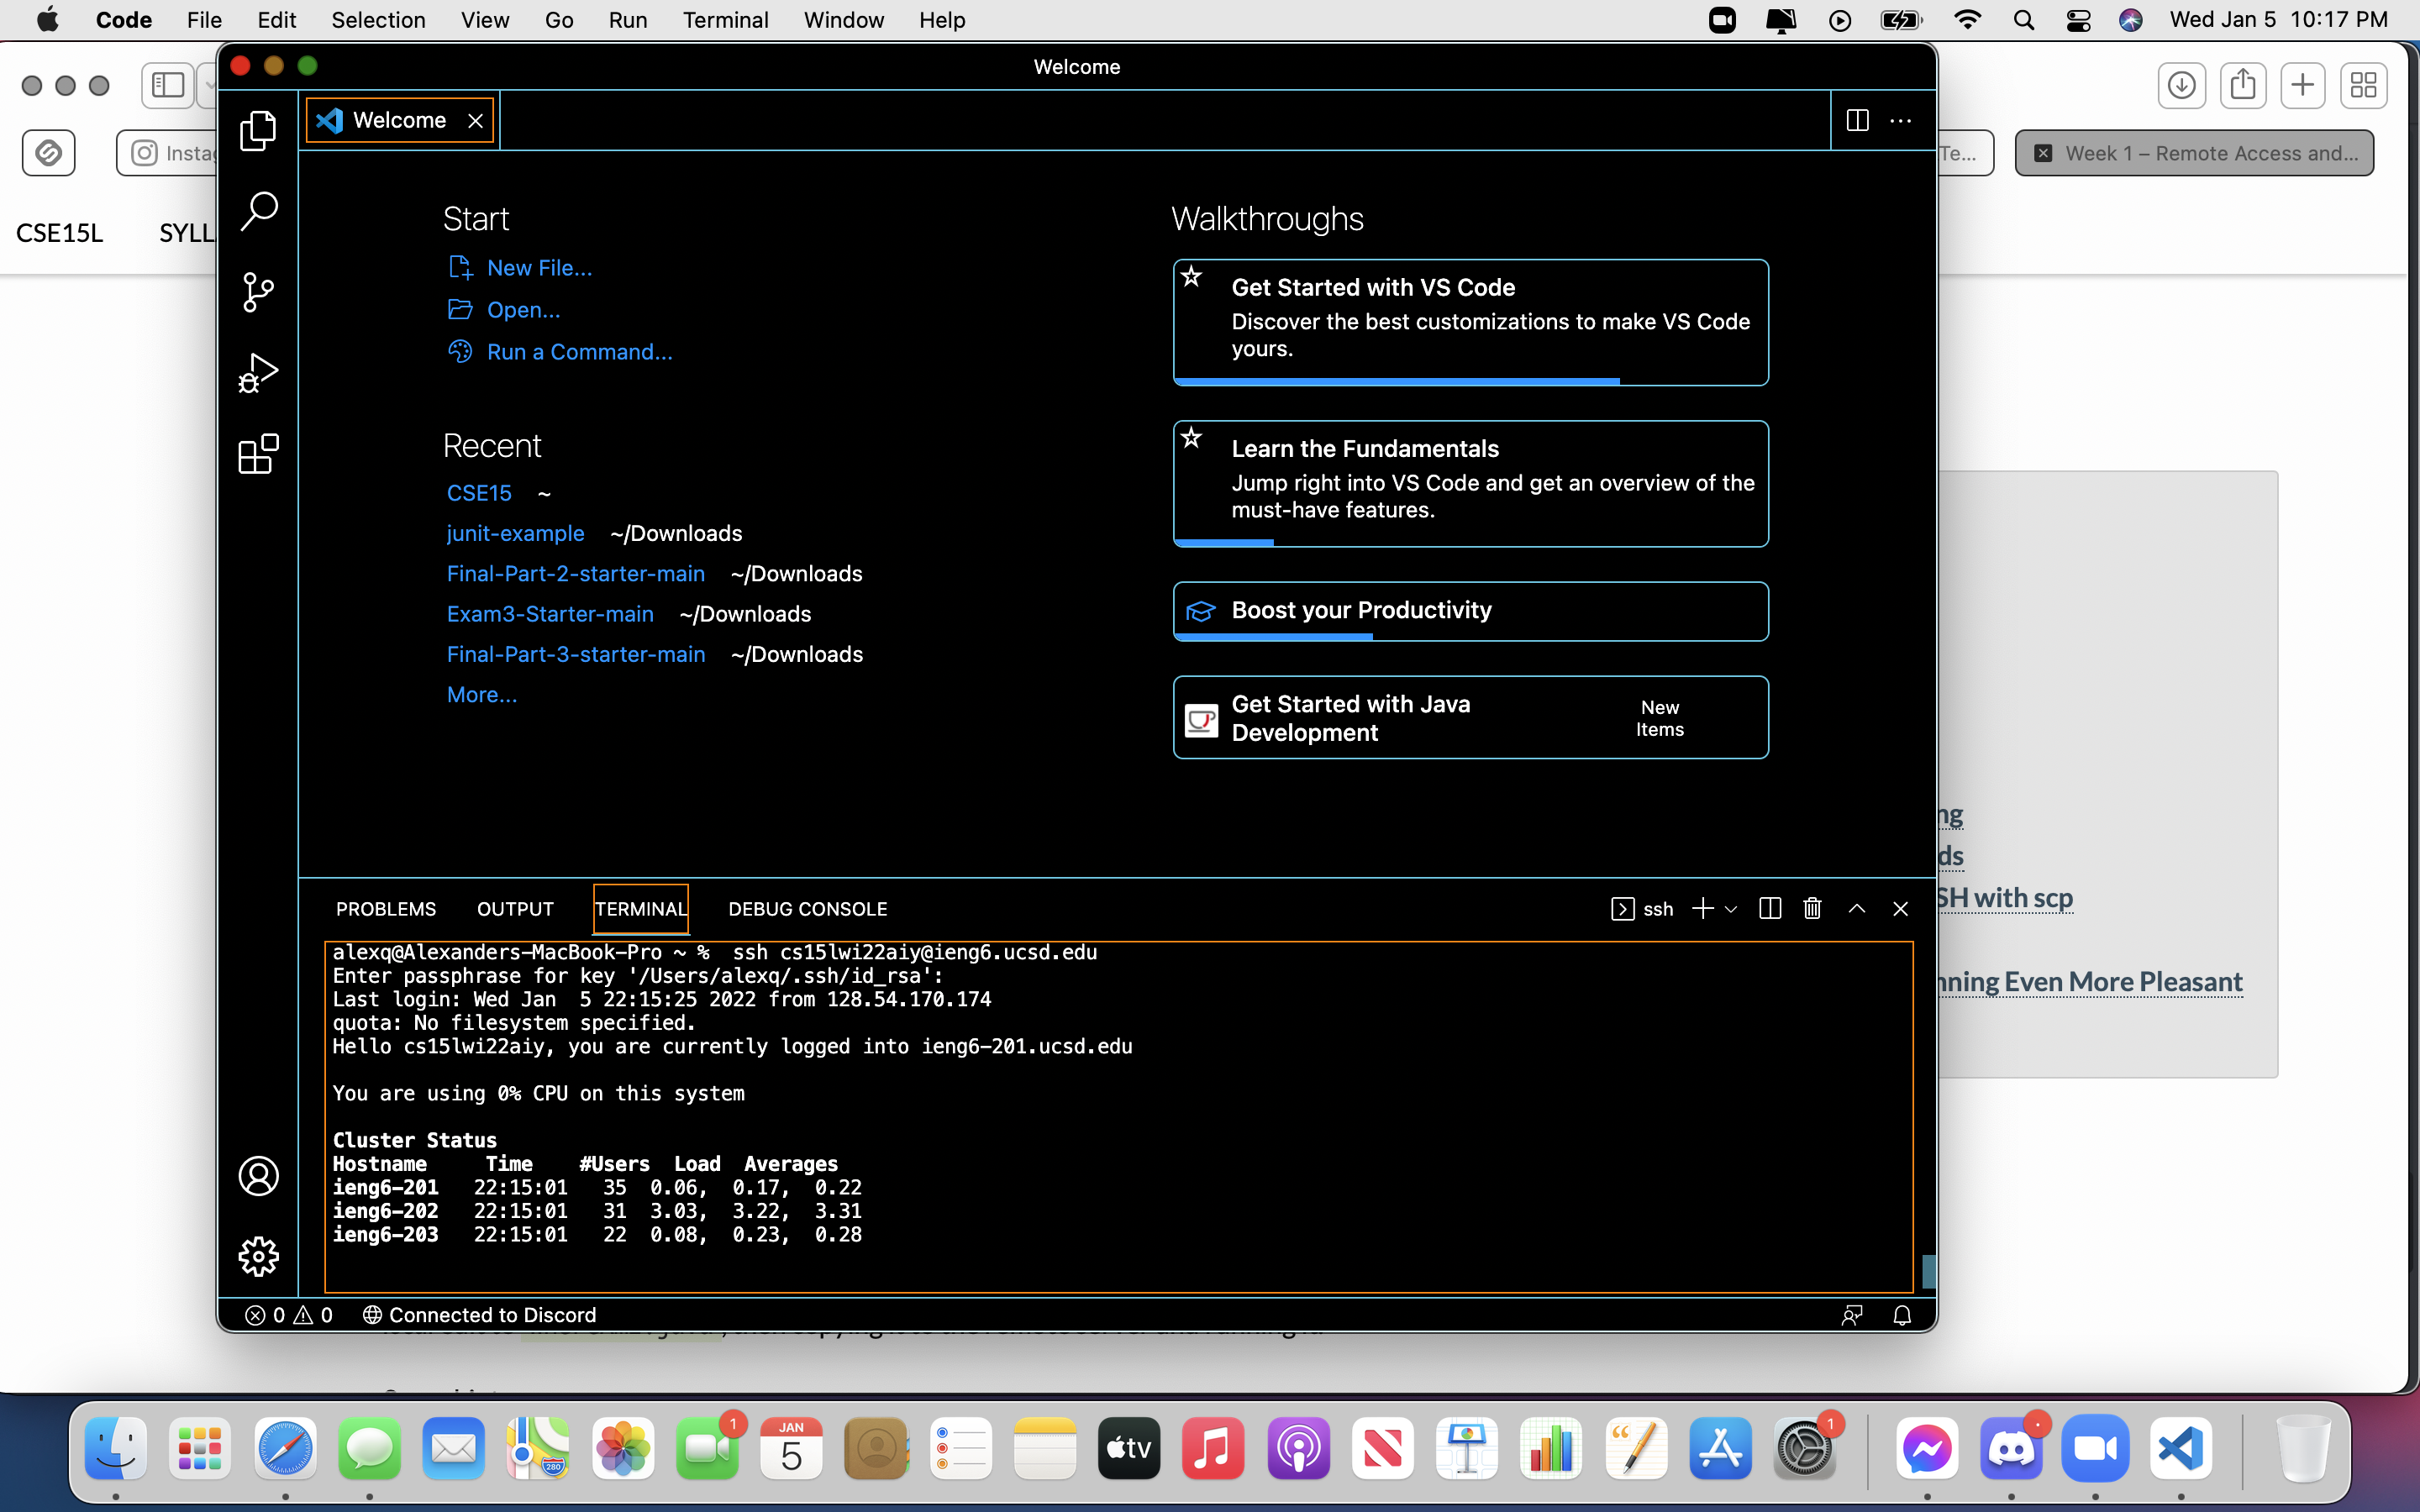 Code File Edit Selection View Go Run Terminal Window Help Wed Jan 5 10:17 PM
Welcome
Welcome
Te... Week 1 – Remote Access and...
CSE15L
Start
New File...
Open...
Run a Command...
Recent
CSE15 ~
junit-example ~/Downloads
Final-Part-2-starter-main ~/Downloads
Exam3-Starter-main ~/Downloads
Final-Part-3-starter-main ~/Downloads
More...
Walkthroughs
Get Started with VS Code
Discover the best customizations to make VS Code
yours.
Learn the Fundamentals
Jump right into VS Code and get an overview of the
must-have features.
Boost your Productivity
Get Started with Java
Development
New
Items
ng
ds
SH with scp
nning Even More Pleasant
PROBLEMS OUTPUT TERMINAL DEBUG CONSOLE ssh
alexq@Alexanders-MacBook-Pro ~ % ssh cs15lwi22aiy@ieng6.ucsd.edu
Enter passphrase for key '/Users/alexq/.ssh/id_rsa':
Last login: Wed Jan  5 22:15:25 2022 from 128.54.170.174
quota: No filesystem specified.
Hello cs15lwi22aiy, you are currently logged into ieng6-201.ucsd.edu
You are using 0% CPU on this system
Cluster Status
Hostname Time #Users Load Averages
ieng6-201 22:15:01 35 0.06, 0.17, 0.22
ieng6-202 22:15:01 31 3.03, 3.22, 3.31
ieng6-203 22:15:01 22 0.08, 0.23, 0.28
0 0 Connected to Discord
1
JAN
5
280
tv
1